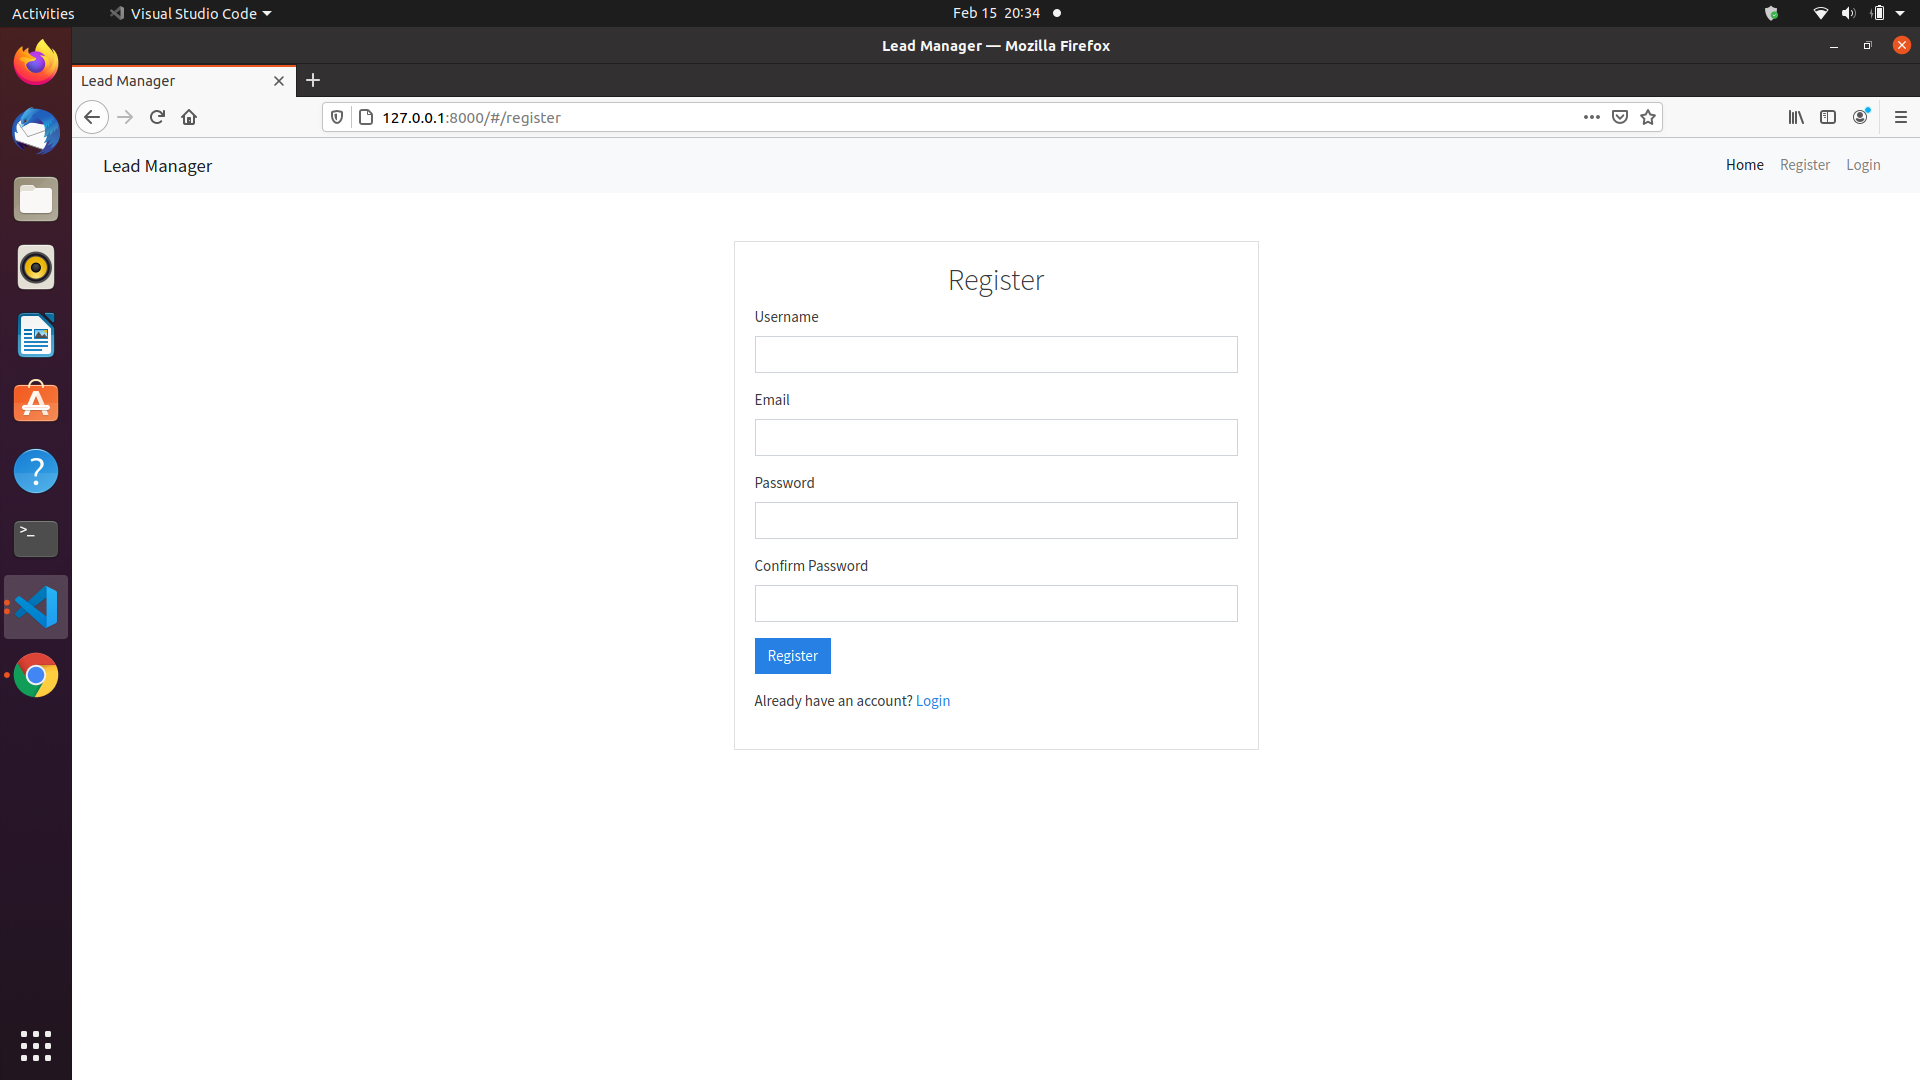 Activities Visual Studio Code Feb 15 20:34
Lead Manager — Mozilla Firefox
Lead Manager
127.0.0.1:8000/#/register
Lead Manager Home Register Login
Register
Username
Email
Password
Confirm Password
Register
Already have an account? Login